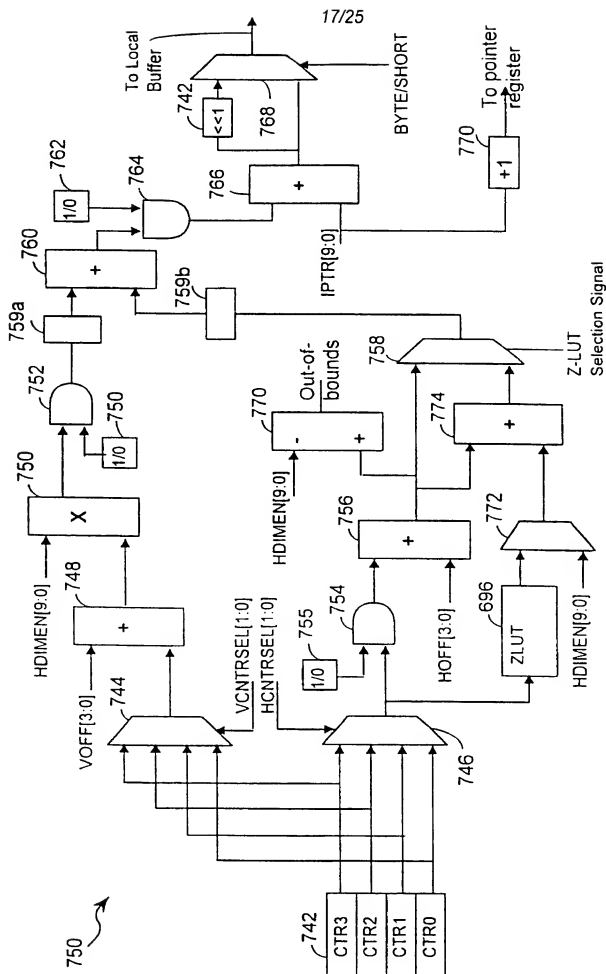 17/25
To Local
Buffer
742
<<1
768
BYTE/SHORT
762
1/0
764
766
+
770
+1
To pointer
register
760
+
IPTR[9:0]
759a
759b
752
750
1/0
750
X
HDIMEN[9:0]
748
+
VOFF[3:0]
744
VCNTRSEL[1:0]
HCNTRSEL[1:0]
Out-of-
bounds
770
-
+
HDIMEN[9:0]
758
Z-LUT
Selection Signal
774
+
756
+
754
755
1/0
HOFF[3:0]
772
696
ZLUT
HDIMEN[9:0]
746
742
CTR3
CTR2
CTR1
CTR0
750